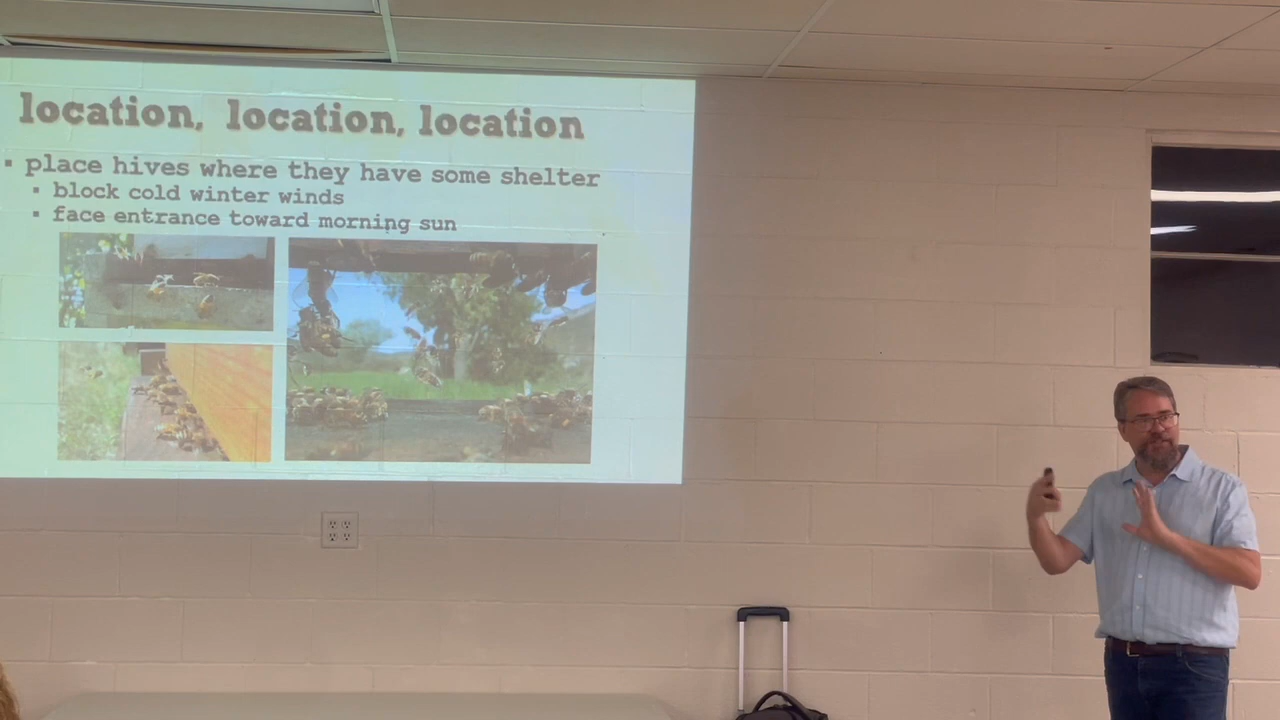 location, location, location
▪ place hives where they have some shelter
▪ block cold winter winds
▪ face entrance toward morning sun